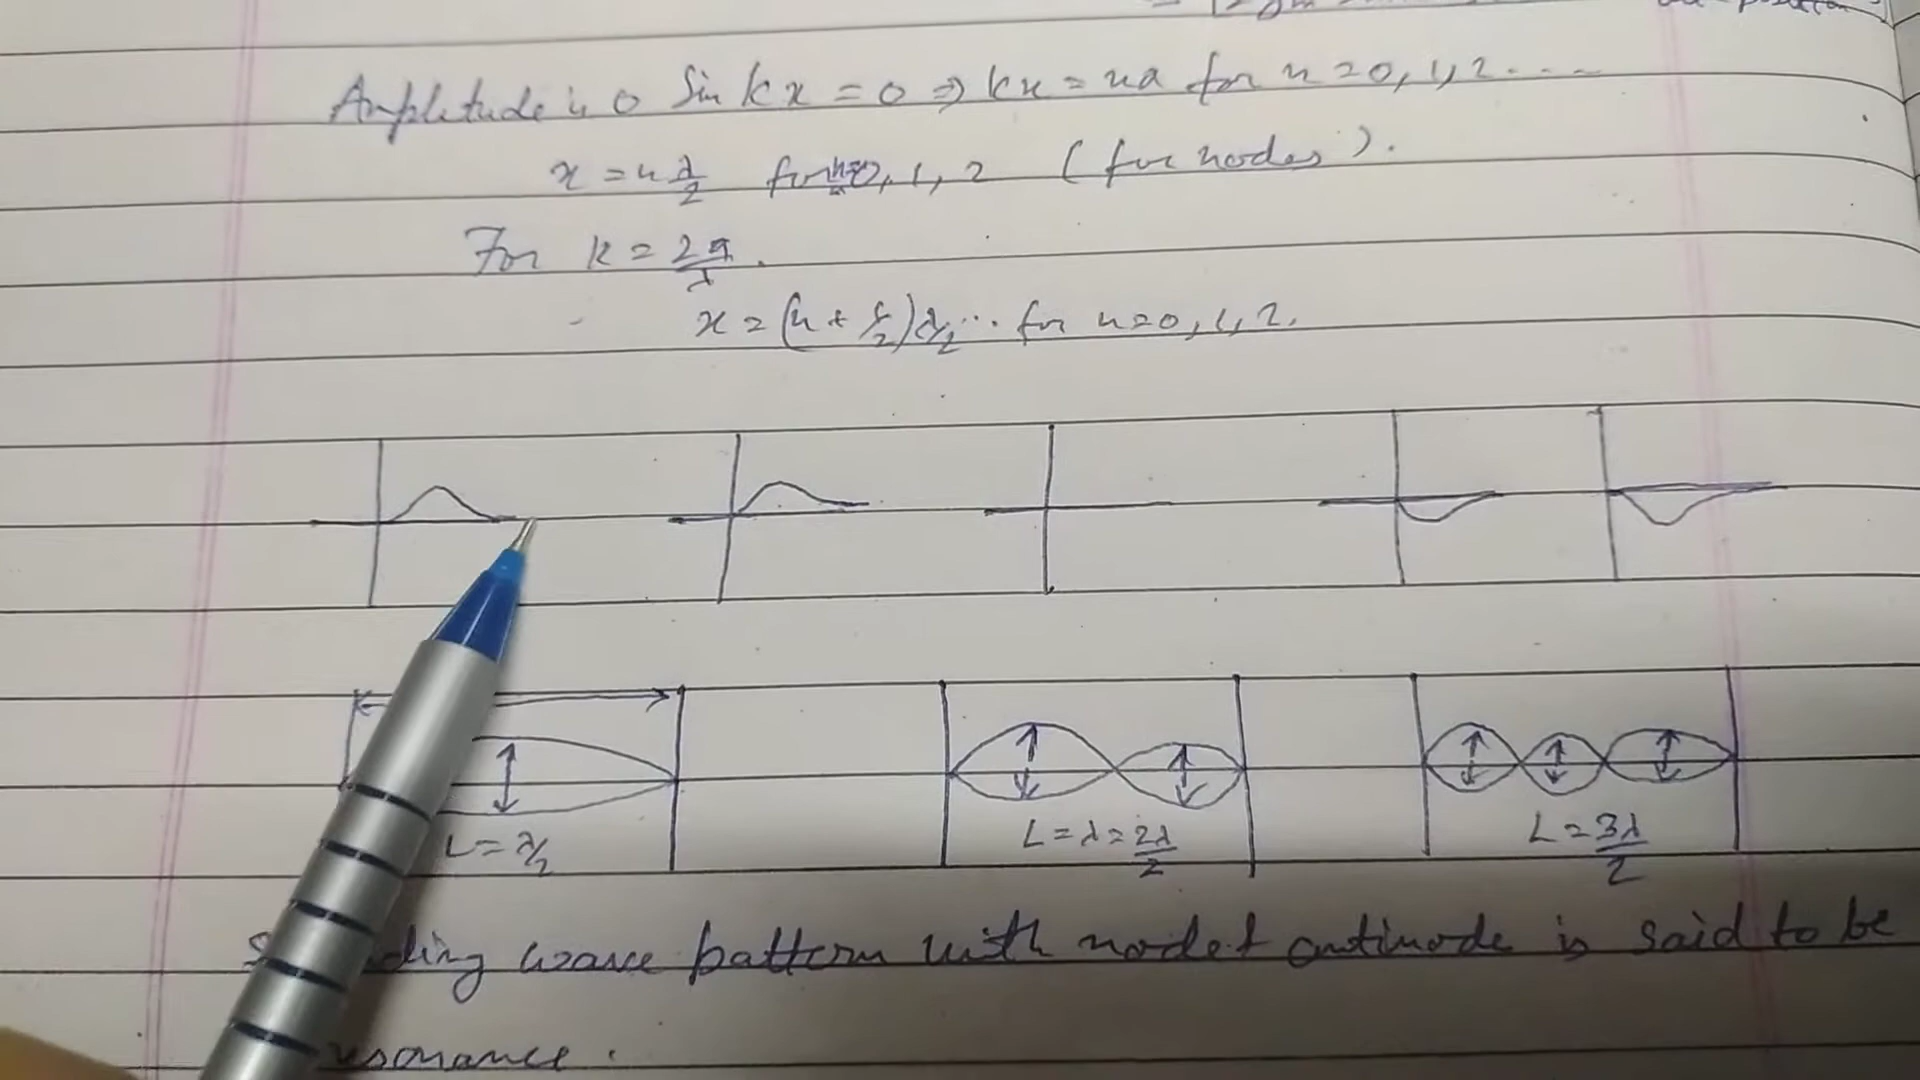 Amplitude is 0 Sin kx = 0 ⇒ kx = nπ for n = 0, 1, 2 ....
x = n λ/2 for n=0, 1, 2 (for nodes).
For k = 2π/λ.
x = (n + 1/2) λ/2 ... for n = 0, 1, 2.
L = λ/2
L = λ = 2λ/2
L = 3λ/2
wave pattern with node & antinode is said to be